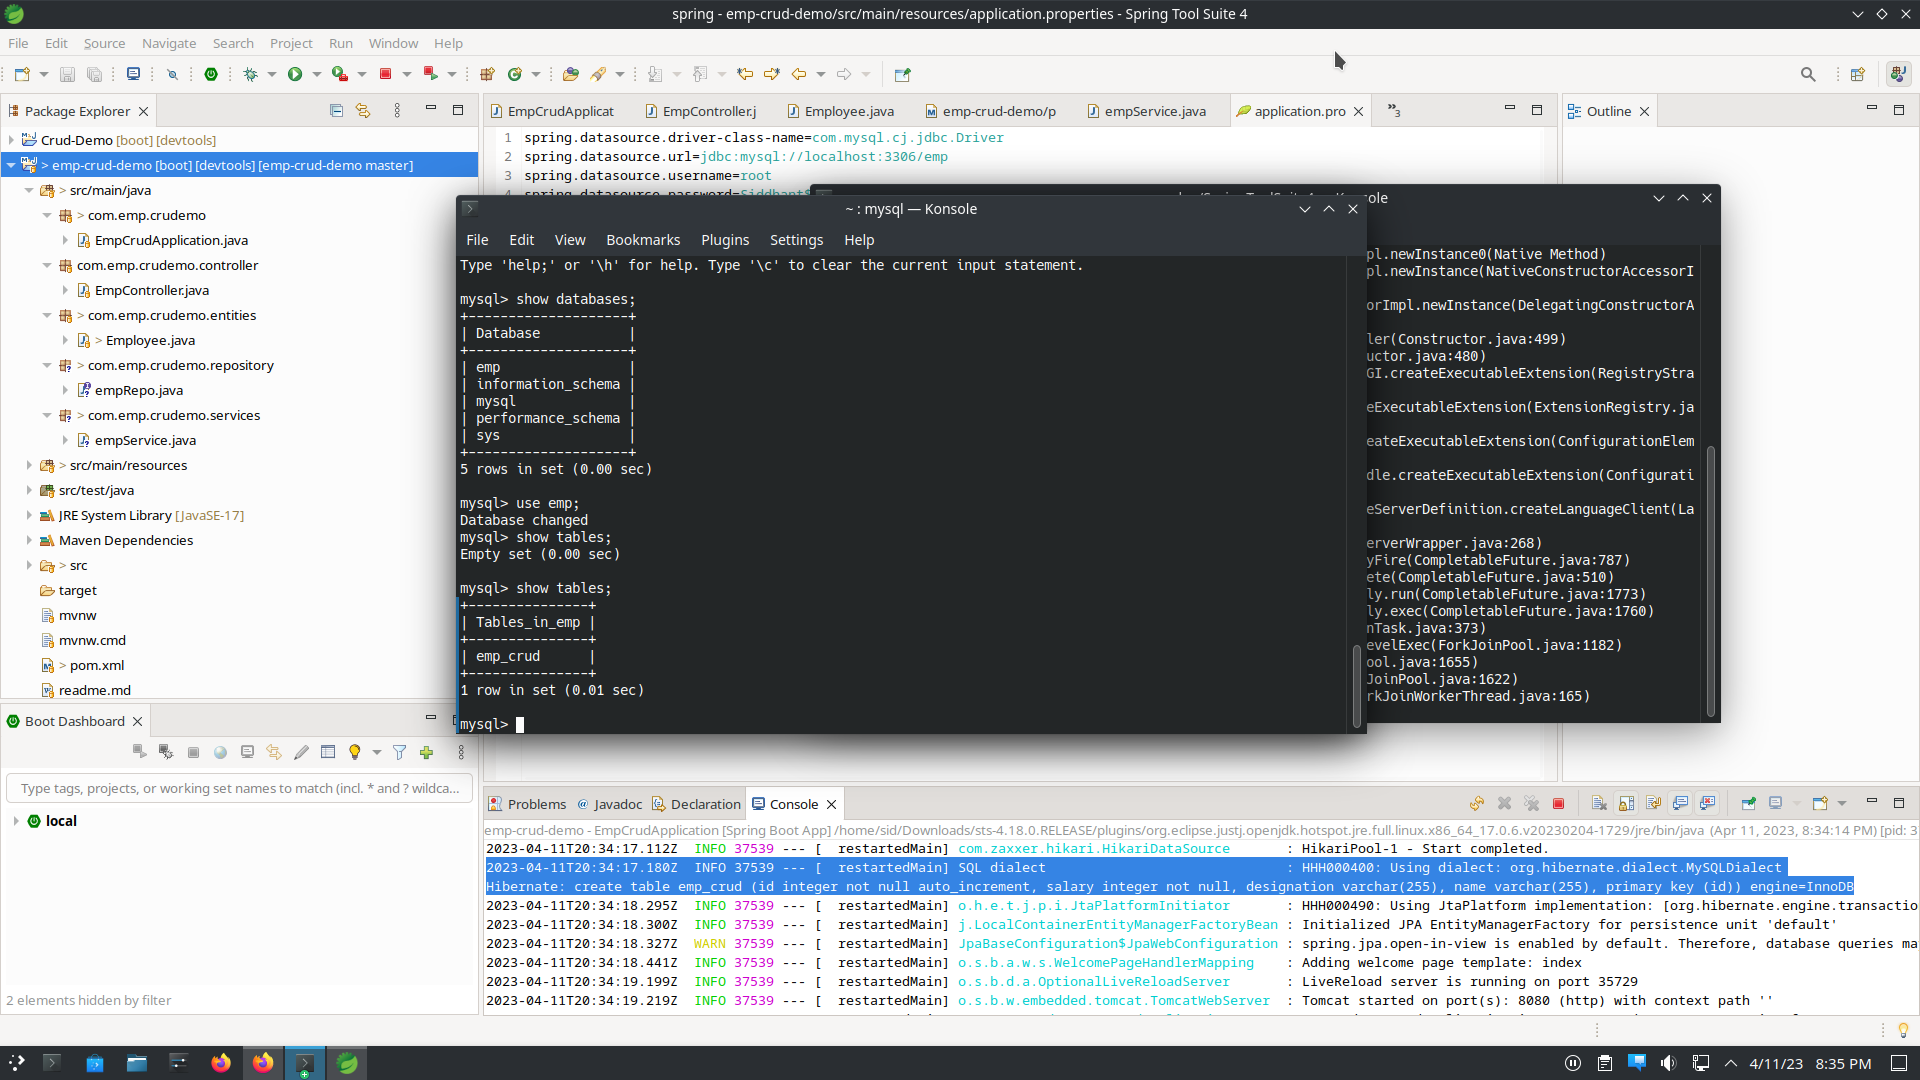 spring - emp-crud-demo/src/main/resources/application.properties - Spring Tool Suite 4
File Edit Source Navigate Search Project Run Window Help
Package Explorer
Crud-Demo [boot] [devtools]
> emp-crud-demo [boot] [devtools] [emp-crud-demo master]
> src/main/java
> com.emp.crudemo
EmpCrudApplication.java
com.emp.crudemo.controller
EmpController.java
> com.emp.crudemo.entities
> Employee.java
> com.emp.crudemo.repository
empRepo.java
> com.emp.crudemo.services
empService.java
> src/main/resources
src/test/java
JRE System Library [JavaSE-17]
Maven Dependencies
> src
target
mvnw
mvnw.cmd
> pom.xml
readme.md
EmpCrudApplicat EmpController.j Employee.java emp-crud-demo/p empService.java application.pro »3
1 spring.datasource.driver-class-name=com.mysql.cj.jdbc.Driver
2 spring.datasource.url=jdbc:mysql://localhost:3306/emp
3 spring.datasource.username=root
Outline
~ : mysql — Konsole
File Edit View Bookmarks Plugins Settings Help
Type 'help;' or '\h' for help. Type '\c' to clear the current input statement.
mysql> show databases;
+--------------------+
| Database           |
+--------------------+
| emp                |
| information_schema |
| mysql              |
| performance_schema |
| sys                |
+--------------------+
5 rows in set (0.00 sec)
mysql> use emp;
Database changed
mysql> show tables;
Empty set (0.00 sec)
mysql> show tables;
+---------------+
| Tables_in_emp |
+---------------+
| emp_crud      |
+---------------+
1 row in set (0.01 sec)
mysql>
pl.newInstance0(Native Method)
pl.newInstance(NativeConstructorAccessorI
orImpl.newInstance(DelegatingConstructorA
ler(Constructor.java:499)
uctor.java:480)
GI.createExecutableExtension(RegistryStra
eExecutableExtension(ExtensionRegistry.ja
eateExecutableExtension(ConfigurationElem
dle.createExecutableExtension(Configurati
eServerDefinition.createLanguageClient(La
erverWrapper.java:268)
yFire(CompletableFuture.java:787)
ete(CompletableFuture.java:510)
ly.run(CompletableFuture.java:1773)
ly.exec(CompletableFuture.java:1760)
nTask.java:373)
evelExec(ForkJoinPool.java:1182)
ool.java:1655)
JoinPool.java:1622)
rkJoinWorkerThread.java:165)
Boot Dashboard
Type tags, projects, or working set names to match (incl. * and ? wildca...
local
2 elements hidden by filter
Problems Javadoc Declaration Console
emp-crud-demo - EmpCrudApplication [Spring Boot App] /home/sid/Downloads/sts-4.18.0.RELEASE/plugins/org.eclipse.justj.openjdk.hotspot.jre.full.linux.x86_64_17.0.6.v20230204-1729/jre/bin/java (Apr 11, 2023, 8:34:14 PM) [pid: 3
2023-04-11T20:34:17.112Z INFO 37539 --- [ restartedMain] com.zaxxer.hikari.HikariDataSource : HikariPool-1 - Start completed.
2023-04-11T20:34:17.180Z INFO 37539 --- [ restartedMain] SQL dialect : HHH000400: Using dialect: org.hibernate.dialect.MySQLDialect
Hibernate: create table emp_crud (id integer not null auto_increment, salary integer not null, designation varchar(255), name varchar(255), primary key (id)) engine=InnoDB
2023-04-11T20:34:18.295Z INFO 37539 --- [ restartedMain] o.h.e.t.j.p.i.JtaPlatformInitiator : HHH000490: Using JtaPlatform implementation: [org.hibernate.engine.transactio
2023-04-11T20:34:18.300Z INFO 37539 --- [ restartedMain] j.LocalContainerEntityManagerFactoryBean : Initialized JPA EntityManagerFactory for persistence unit 'default'
2023-04-11T20:34:18.327Z WARN 37539 --- [ restartedMain] JpaBaseConfiguration$JpaWebConfiguration : spring.jpa.open-in-view is enabled by default. Therefore, database queries ma
2023-04-11T20:34:18.441Z INFO 37539 --- [ restartedMain] o.s.b.a.w.s.WelcomePageHandlerMapping : Adding welcome page template: index
2023-04-11T20:34:19.199Z INFO 37539 --- [ restartedMain] o.s.b.d.a.OptionalLiveReloadServer : LiveReload server is running on port 35729
2023-04-11T20:34:19.219Z INFO 37539 --- [ restartedMain] o.s.b.w.embedded.tomcat.TomcatWebServer : Tomcat started on port(s): 8080 (http) with context path ''
4/11/23 8:35 PM